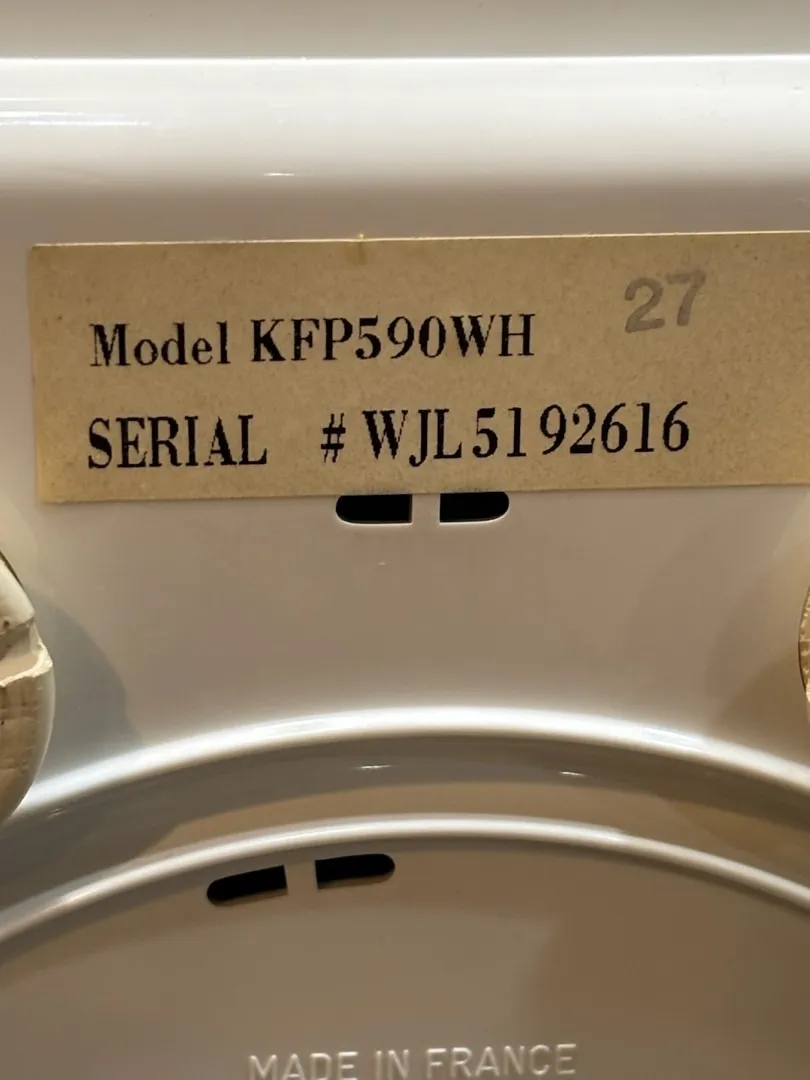 27
Model KFP590WH
SERIAL # WJL5192616
MADE IN FRANCE